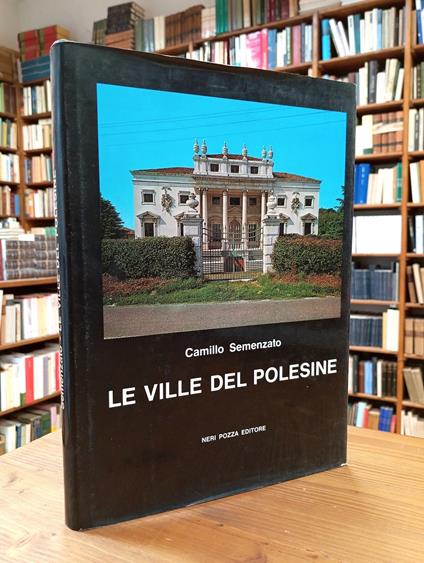 Camillo Semenzato
LE VILLE DEL POLESINE
NERI POZZA EDITORE